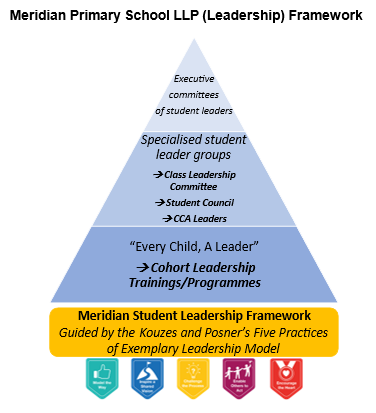 Meridian Primary School LLP (Leadership) Framework
Executive
committees
of student leaders
Specialised student
leader groups
→Class Leadership
Committee
→Student Council
→CCA Leaders
“Every Child, A Leader”
→Cohort Leadership
Trainings/Programmes
Meridian Student Leadership Framework
Guided by the Kouzes and Posner’s Five Practices
of Exemplary Leadership Model
Model the
Way
Inspire a
Shared
Vision
Challenge
the Process
Enable
Others to
Act
Encourage
the Heart